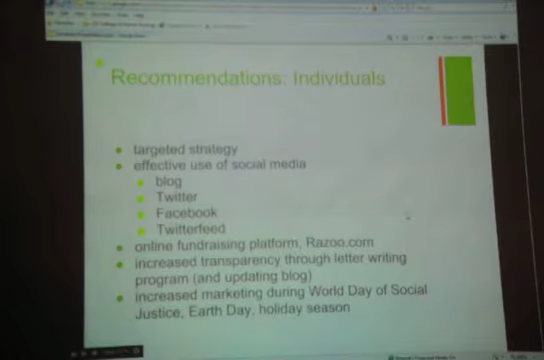 Recommendations: Individuals
targeted strategy
effective use of social media
blog
Twitter
Facebook
Twitterfeed
online fundraising platform, Razoo.com
increased transparency through letter writing
program (and updating blog)
increased marketing during World Day of Social
Justice, Earth Day, holiday season